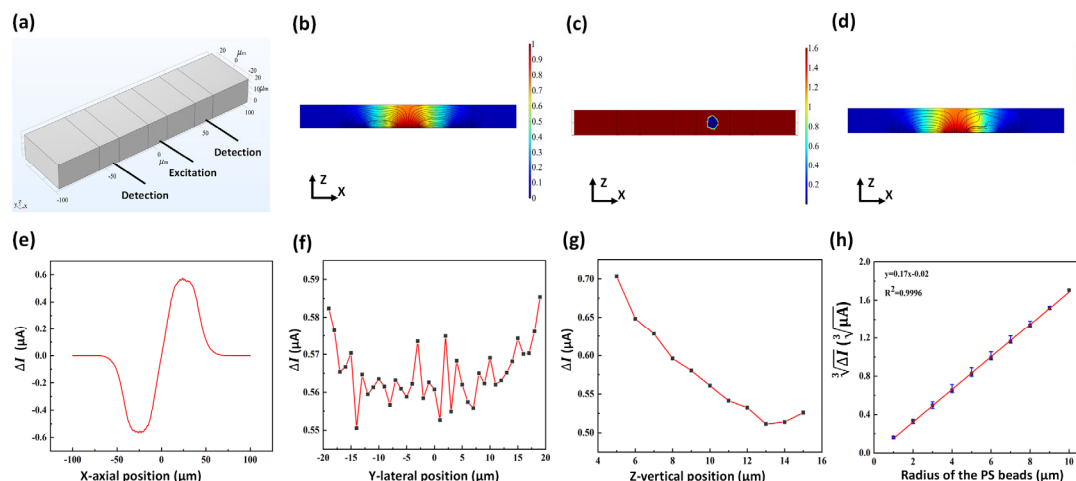 (a)
20
μm
0
-20
20
10 μm
0
100
50
Detection
0
μm
Excitation
-50
Detection
-100
y z x
(b)
1
0.9
0.8
0.7
0.6
0.5
0.4
0.3
0.2
0.1
0
Z
X
(c)
1.6
1.4
1.2
1
0.8
0.6
0.4
0.2
Z
X
(d)
Z
X
(e)
ΔI (μA)
0.6
0.4
0.2
0.0
-0.2
-0.4
-0.6
-100 -50 0 50 100
X-axial position (μm)
(f)
ΔI (μA)
0.59
0.58
0.57
0.56
0.55
-20 -15 -10 -5 0 5 10 15 20
Y-lateral position (μm)
(g)
ΔI (μA)
0.70
0.65
0.60
0.55
0.50
4 6 8 10 12 14 16
Z-vertical position (μm)
(h)
∛ΔI (∛μA)
2.0
1.6
1.2
0.8
0.4
0.0
y=0.17x-0.02
R²=0.9996
0 2 4 6 8 10
Radius of the PS beads (μm)